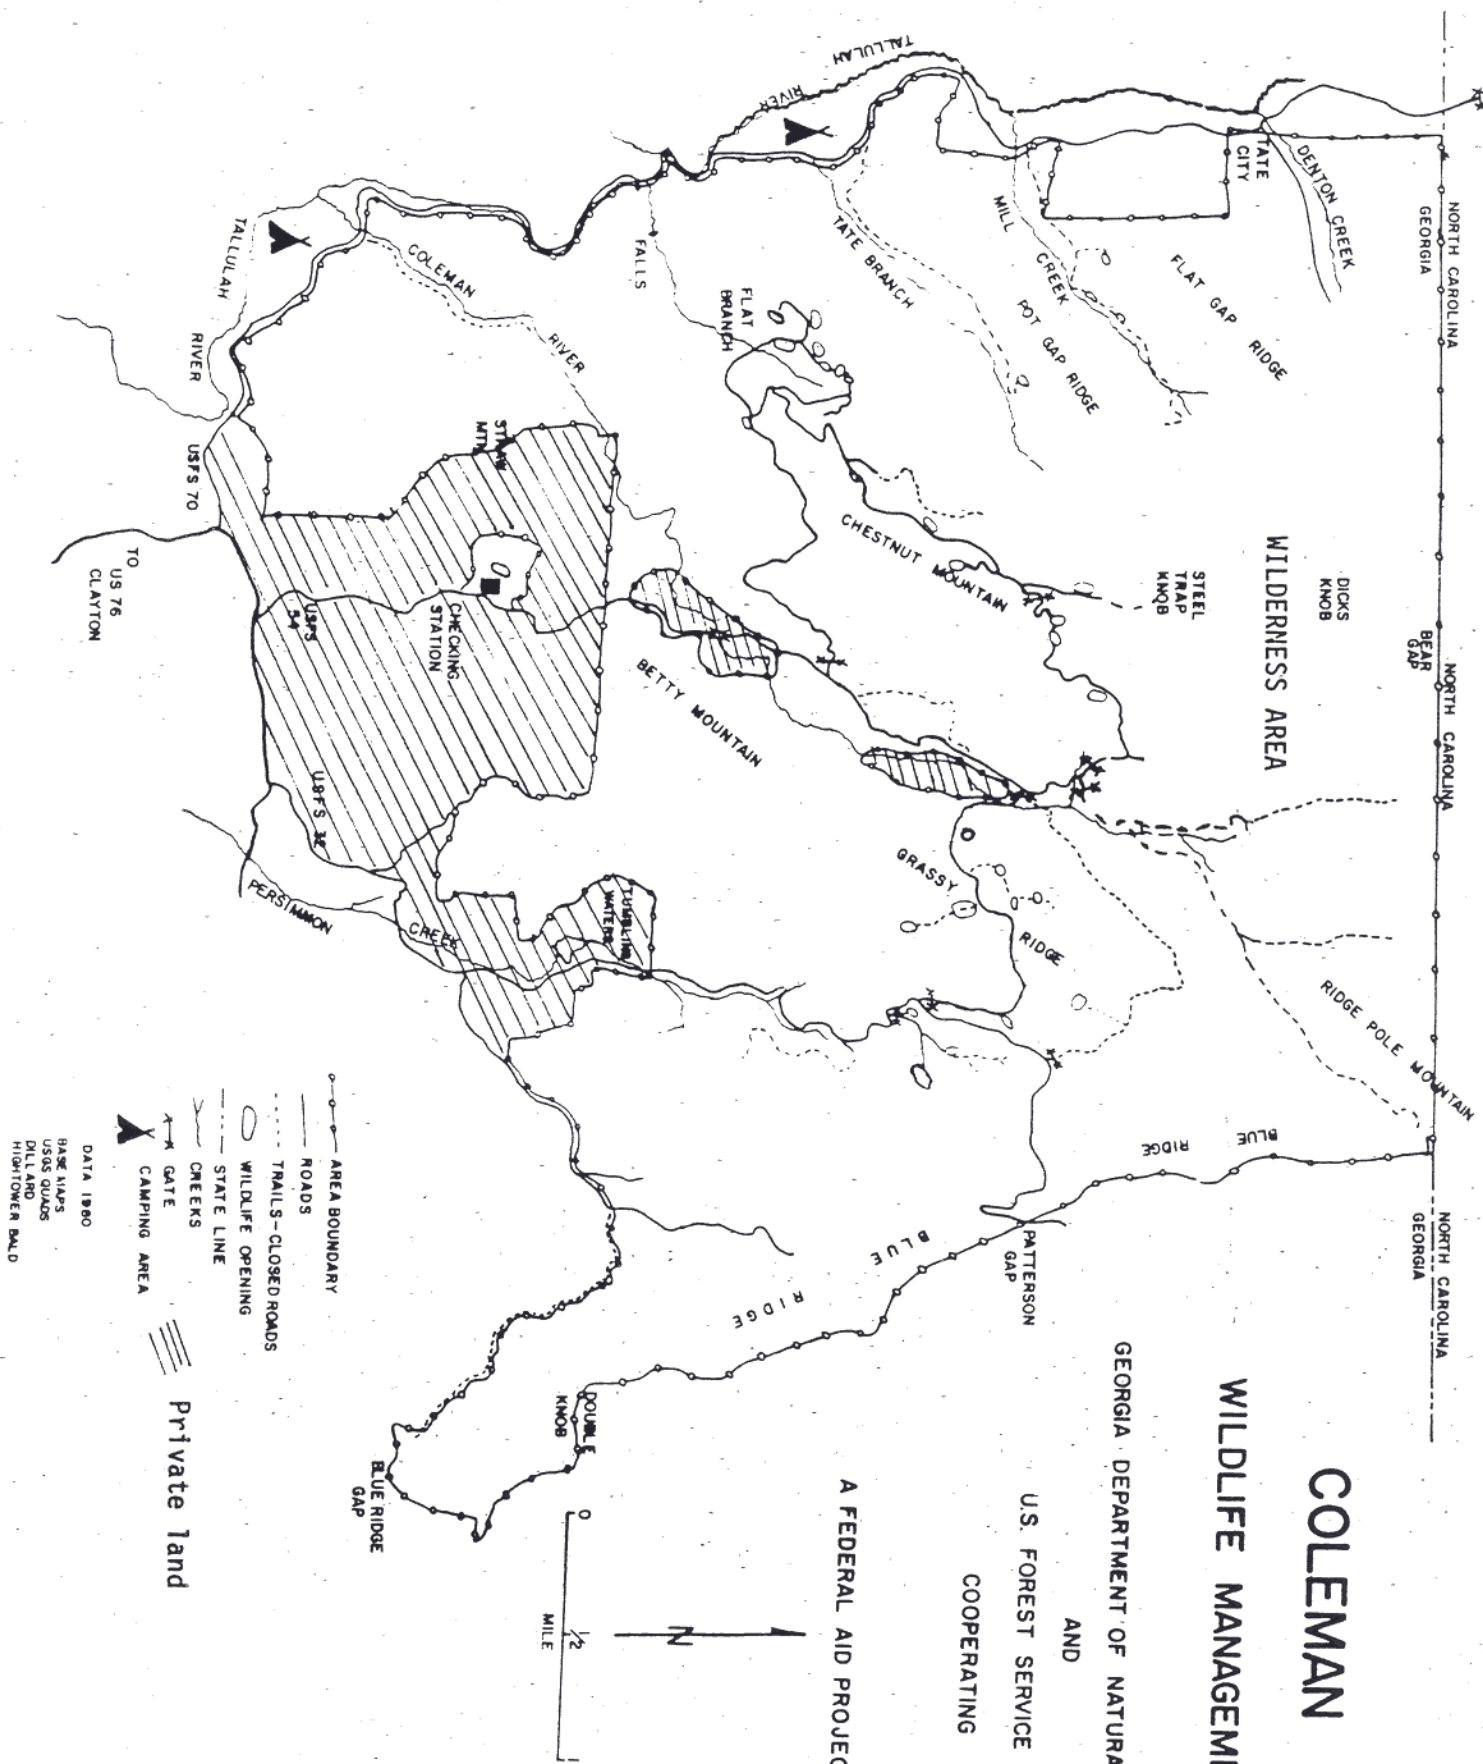 COLEMAN
WILDLIFE MANAGEM
GEORGIA DEPARTMENT OF NATURA
AND
U.S. FOREST SERVICE
COOPERATING
A FEDERAL AID PROJEC
NORTH CAROLINA
GEORGIA
NORTH CAROLINA
NORTH CAROLINA
GEORGIA
BEAR
GAP
DICKS
KNOB
WILDERNESS AREA
STEEL
TRAP
KNOB
DENTON CREEK
TATE
CITY
FLAT GAP RIDGE
MILL
CREEK
POT GAP RIDGE
TALLULAH
RIVER
TATE BRANCH
CHESTNUT MOUNTAIN
FLAT
BRANCH
FALLS
RIDGE POLE MOUNTAIN
GRASSY
RIDGE
BLUE
RIDGE
PATTERSON
GAP
BLUE
RIDGE
BETTY MOUNTAIN
COLEMAN
RIVER
TALLULAH
RIVER
STRAW
MTN
TUMBLING
WATERS
CHECKING
STATION
USFS
54
USFS 70
USFS 32
PERSIMMON
CREEK
TO
US 76
CLAYTON
DOUBLE
KNOB
BLUE RIDGE
GAP
0
1/2
MILE
N
AREA BOUNDARY
ROADS
TRAILS-CLOSED ROADS
WILDLIFE OPENING
STATE LINE
CREEKS
GATE
CAMPING AREA
Private land
DATA 1980
BASE MAPS
USGS QUADS
DILLARD
HIGHTOWER BALD